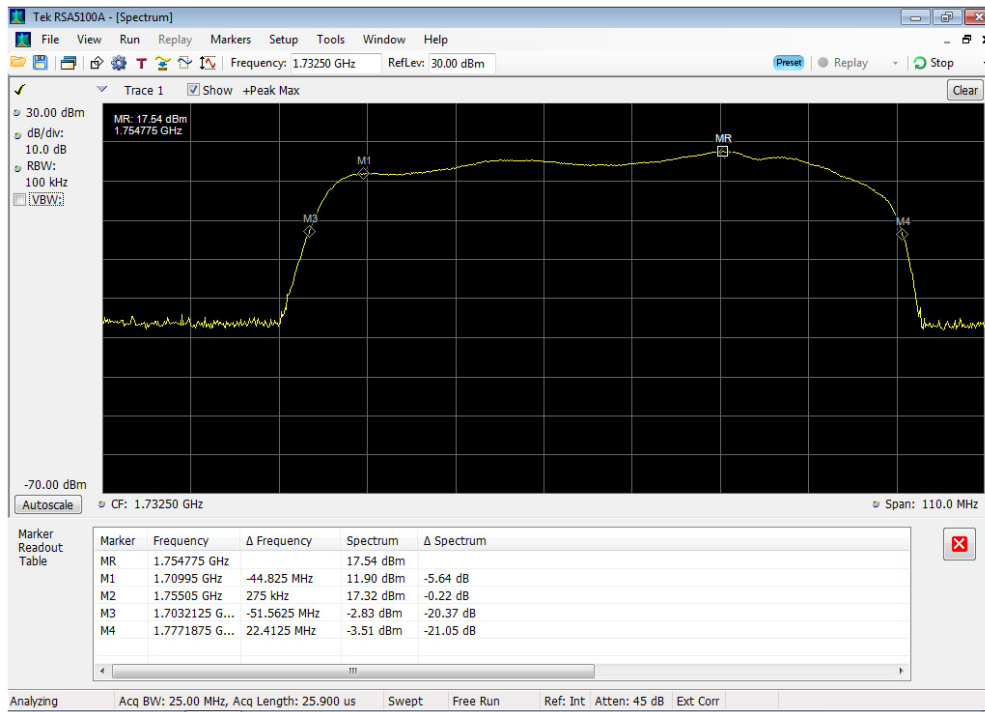 Tek RSA5100A - [Spectrum]
File View Run Replay Markers Setup Tools Window Help
T Frequency: 1.73250 GHz RefLev: 30.00 dBm Preset Replay Stop
Trace 1 Show +Peak Max Clear
30.00 dBm
dB/div:
10.0 dB
RBW:
100 kHz
VBW:
MR: 17.54 dBm
1.754775 GHz
M1
MR
M3
M4
-70.00 dBm
Autoscale CF: 1.73250 GHz Span: 110.0 MHz
Marker
Readout
Table
Marker Frequency Δ Frequency Spectrum Δ Spectrum
MR 1.754775 GHz 17.54 dBm
M1 1.70995 GHz -44.825 MHz 11.90 dBm -5.64 dB
M2 1.75505 GHz 275 kHz 17.32 dBm -0.22 dB
M3 1.7032125 G... -51.5625 MHz -2.83 dBm -20.37 dB
M4 1.7771875 G... 22.4125 MHz -3.51 dBm -21.05 dB
Analyzing Acq BW: 25.00 MHz, Acq Length: 25.900 us Swept Free Run Ref: Int Atten: 45 dB Ext Corr